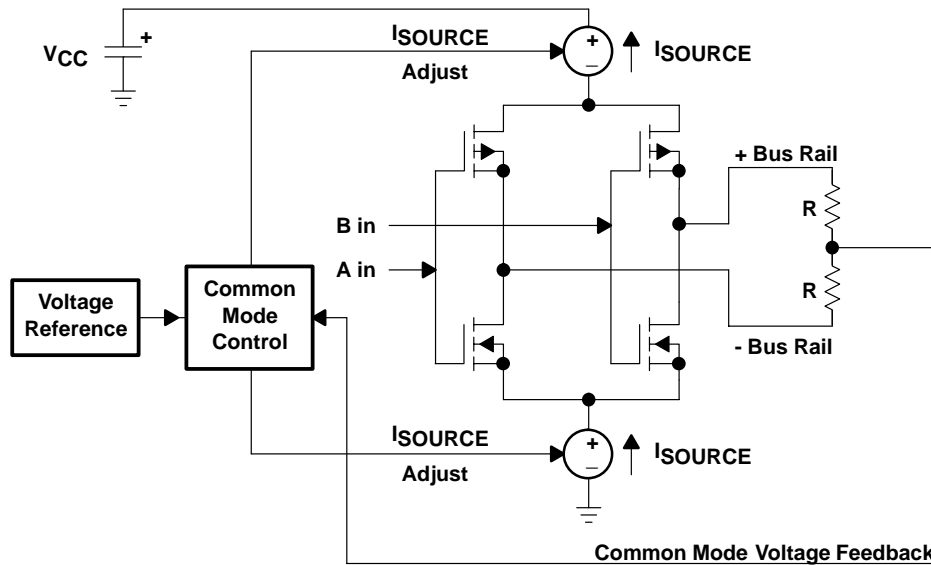 ISOURCE
Adjust
+
VCC
+
–
ISOURCE
+ Bus Rail
R
B in
A in
R
Voltage
Reference
Common
Mode
Control
- Bus Rail
ISOURCE
Adjust
+
–
ISOURCE
Common Mode Voltage Feedback